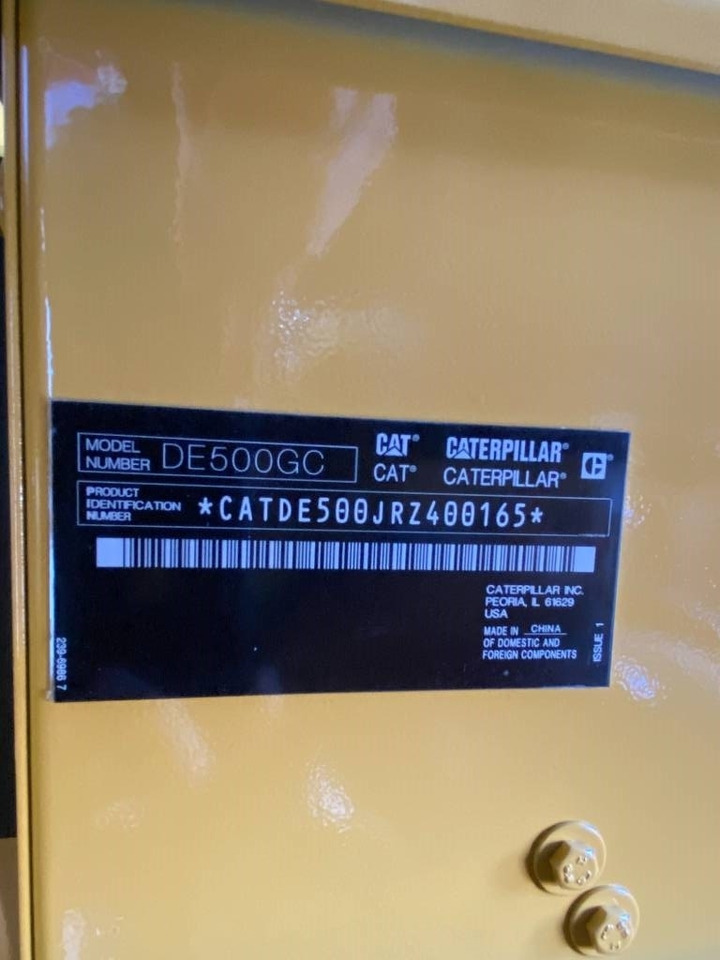 MODEL
NUMBER
DE500GC
CAT® CATERPILLAR®
CAT® CATERPILLAR®
PRODUCT
IDENTIFICATION
NUMBER
*CATDE500JRZ400165*
CATERPILLAR INC.
PEORIA, IL 61629
USA
MADE IN CHINA
OF DOMESTIC AND
FOREIGN COMPONENTS
ISSUE 1
239-6986 7